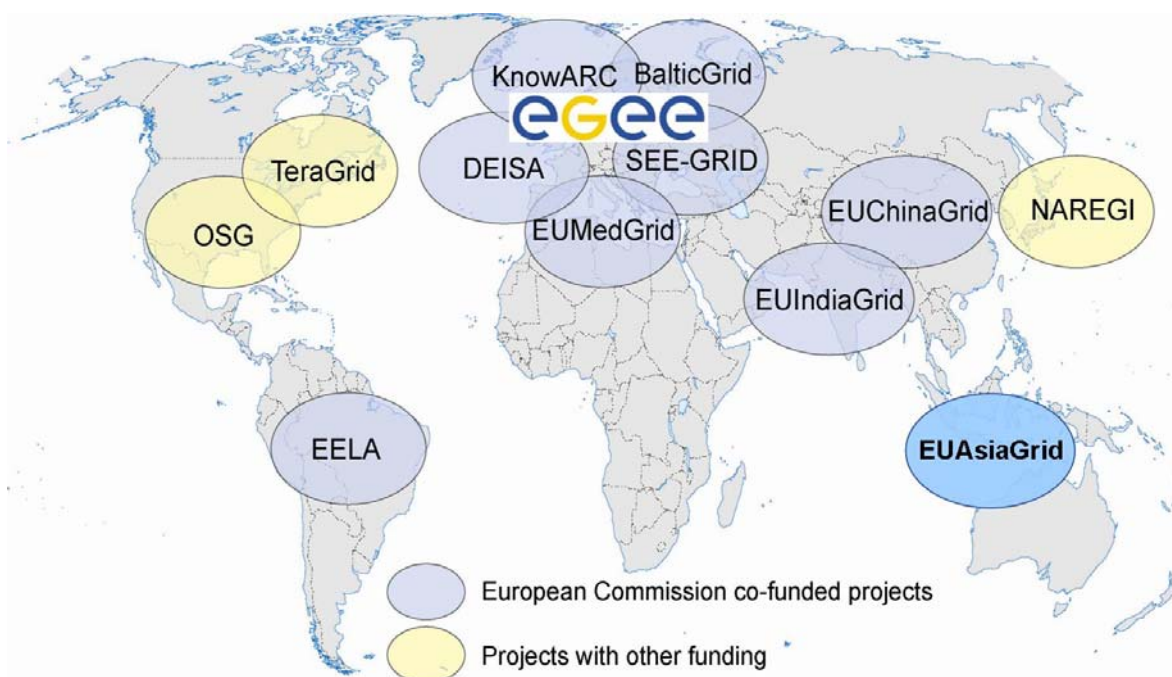 KnowARC
BalticGrid
egee
TeraGrid
DEISA
SEE-GRID
OSG
EUMedGrid
EUChinaGrid
NAREGI
EUIndiaGrid
EELA
EUAsiaGrid
European Commission co-funded projects
Projects with other funding